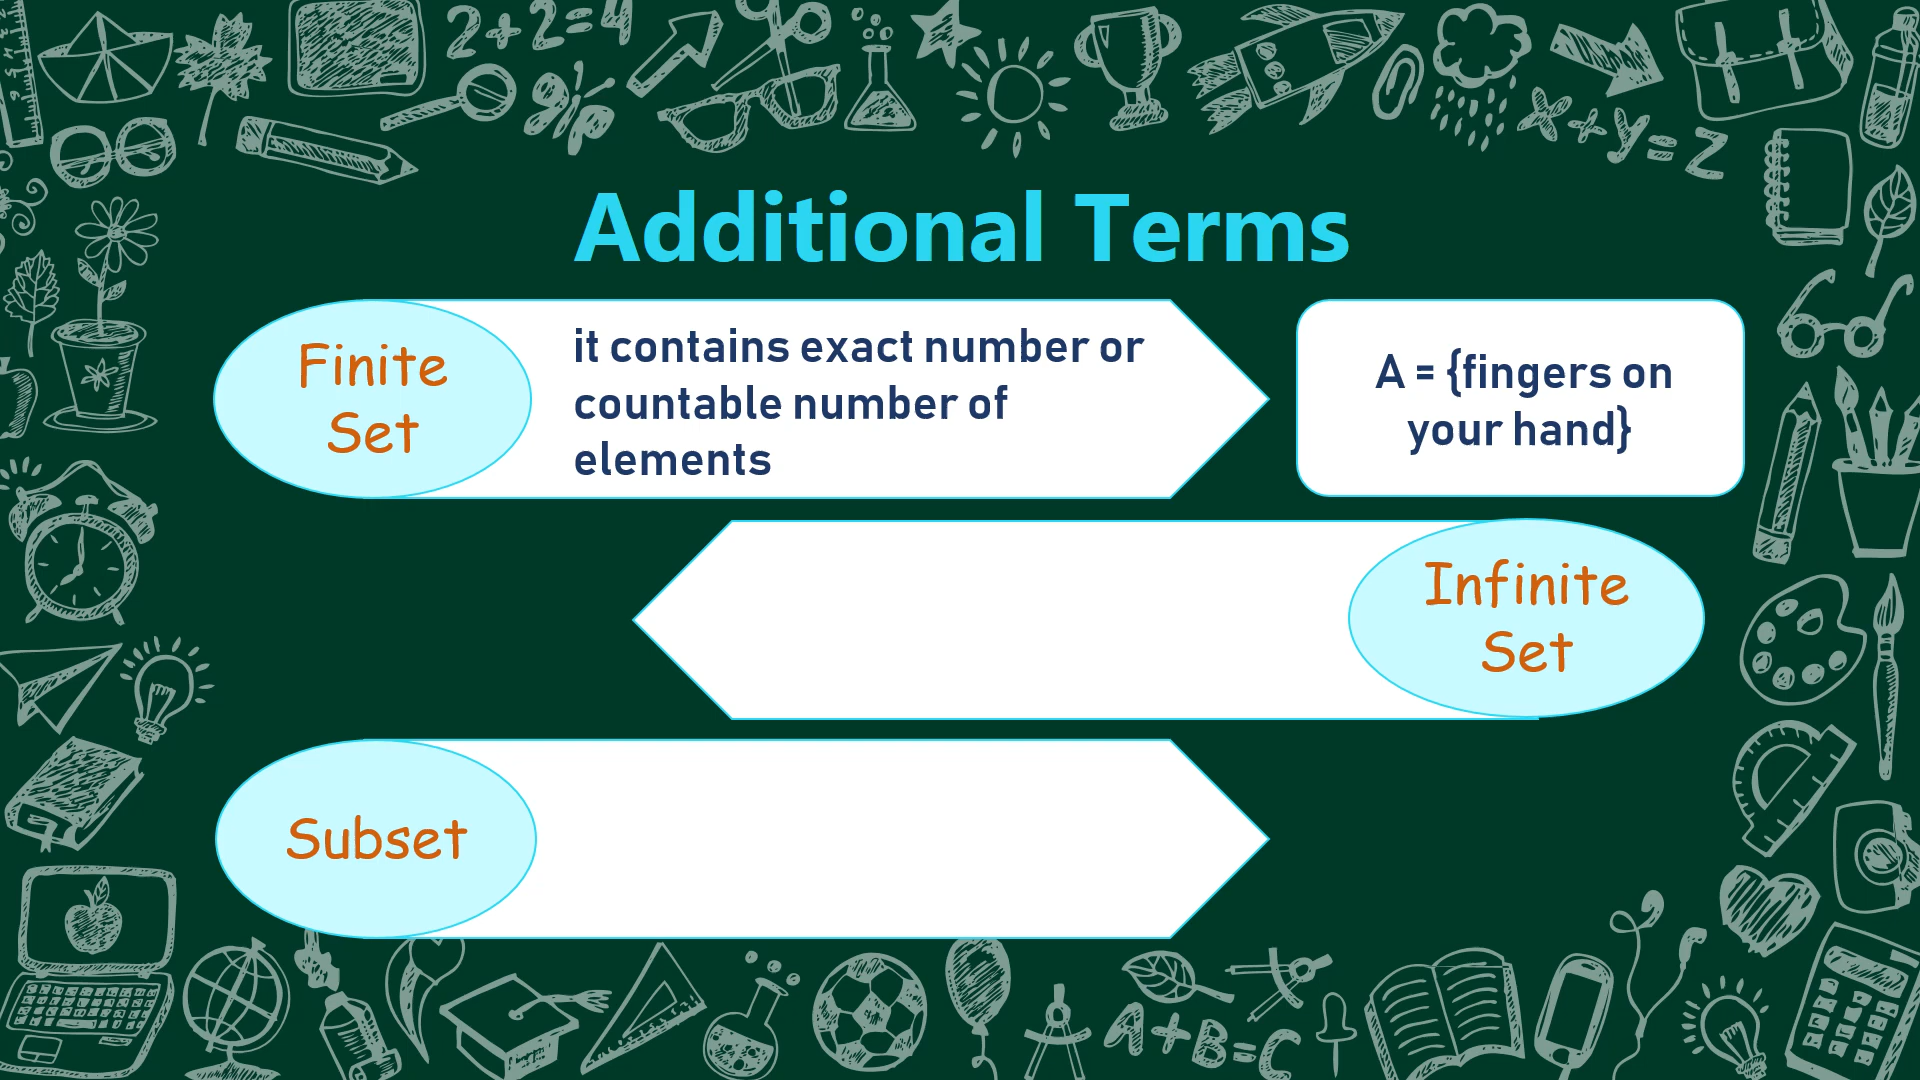 2+2=4
%
x+y=z
Additional Terms
Finite
Set
it contains exact number or
countable number of
elements
A = {fingers on
your hand}
Infinite
Set
Subset
A+B=C